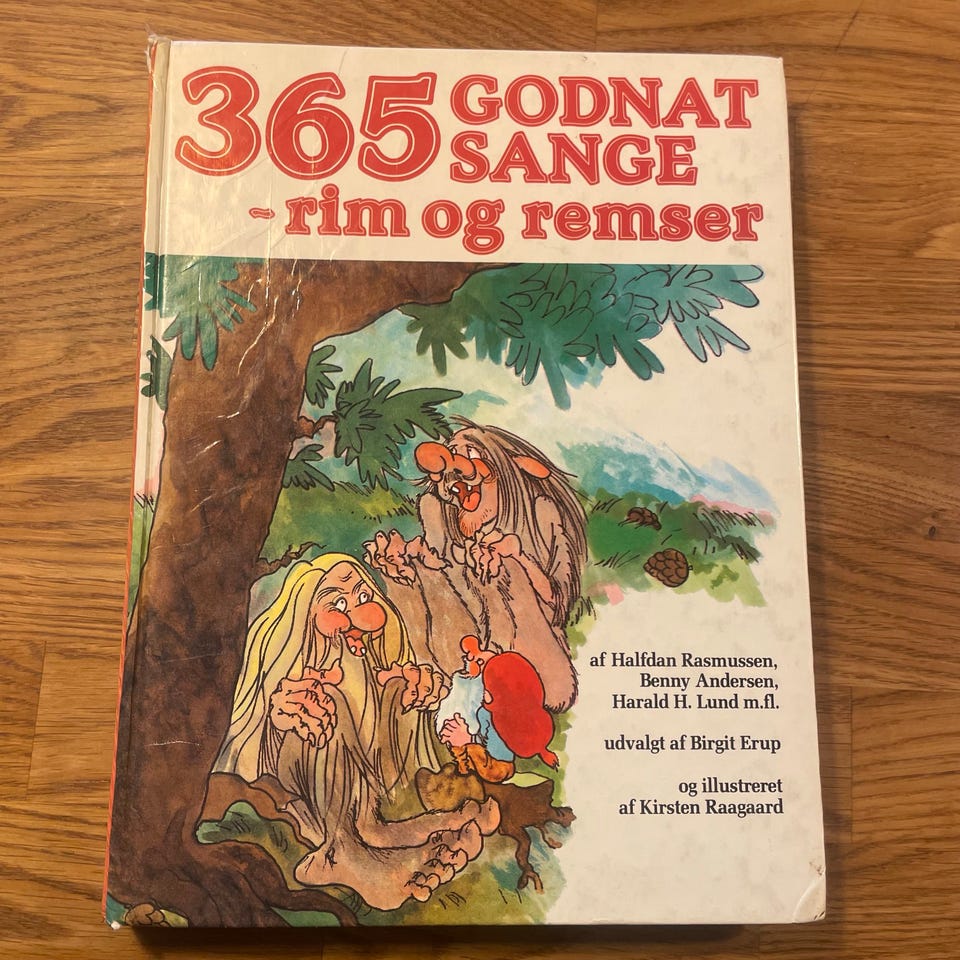 365 GODNAT
SANGE
- rim og remser
af Halfdan Rasmussen,
Benny Andersen,
Harald H. Lund m.fl.
udvalgt af Birgit Erup
og illustreret
af Kirsten Raagaard